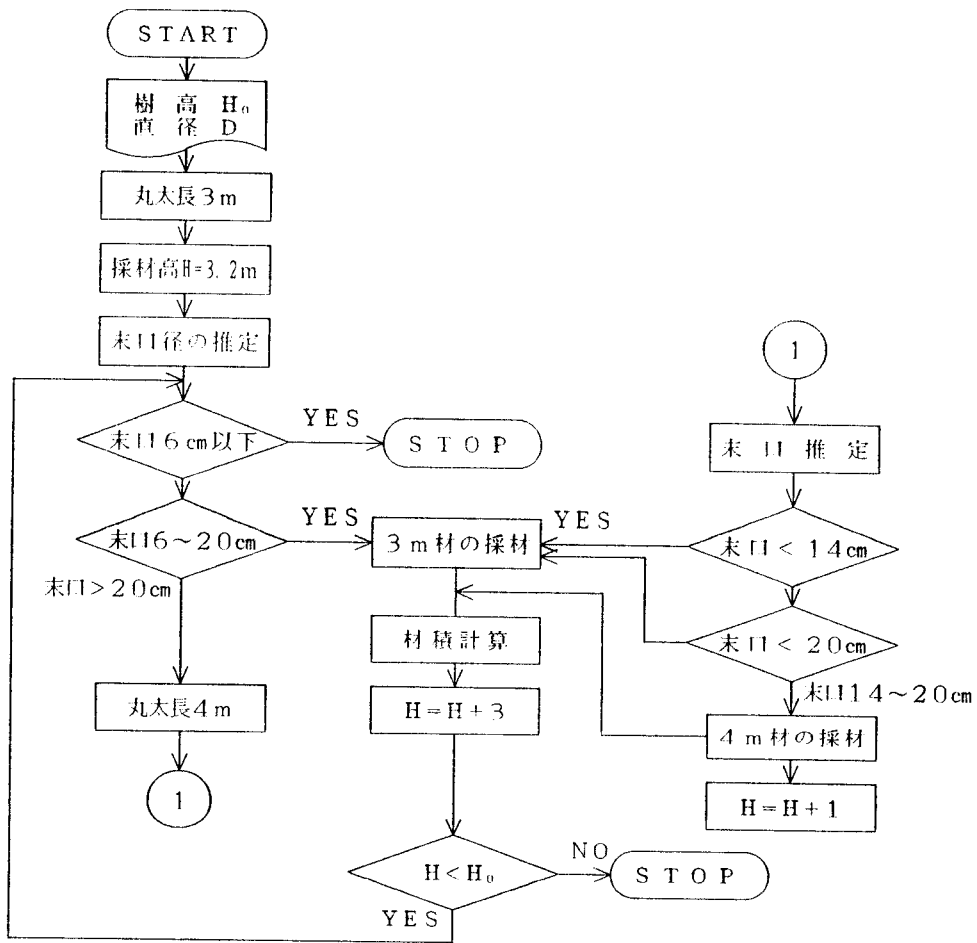 START
樹高 H₀
直径 D
丸太長3m
採材高H=3.2m
末口径の推定
末口6cm以下
YES
STOP
末口6~20cm
YES
末口>20cm
丸太長4m
1
3m材の採材
材積計算
H=H+3
H<H₀
NO
STOP
YES
1
末口推定
末口<14cm
YES
末口<20cm
末口14~20cm
4m材の採材
H=H+1